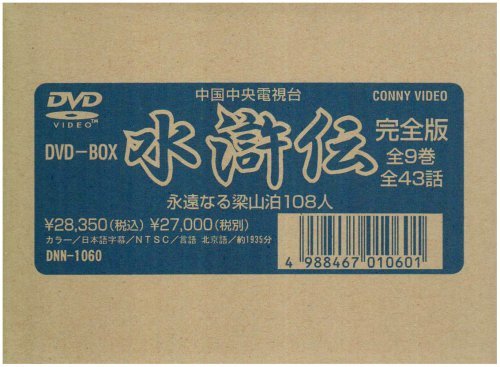 DVD
VIDEO™
中国中央電視台
CONNY VIDEO
DVD-BOX
水滸伝
完全版
全9巻
全43話
永遠なる梁山泊108人
¥28,350(税込) ¥27,000(税別)
カラー/日本語字幕/NTSC/言語 北京語/約1935分
DNN-1060
4 988467 010601